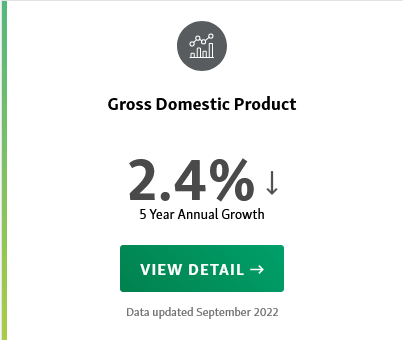 Gross Domestic Product
2.4% ↓
5 Year Annual Growth
VIEW DETAIL →
Data updated September 2022